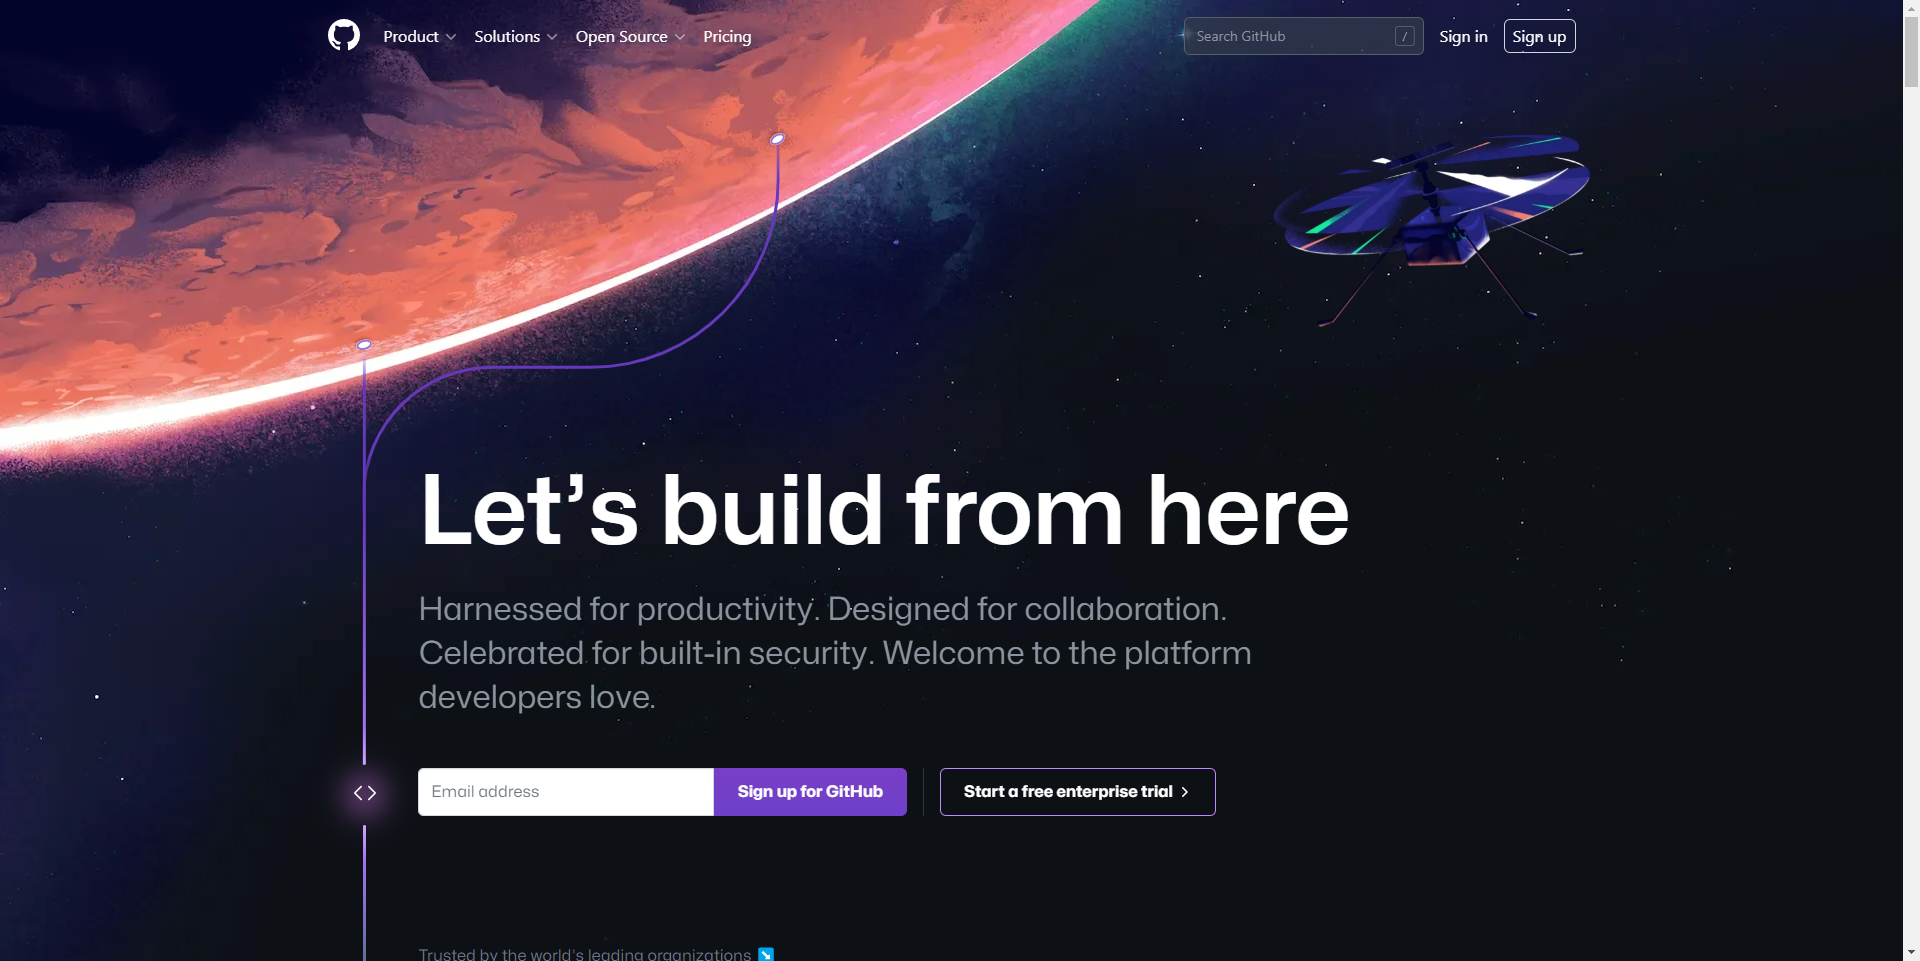 Product
Solutions
Open Source
Pricing
Search GitHub
/
Sign in
Sign up
Let’s build from here
Harnessed for productivity. Designed for collaboration.
Celebrated for built-in security. Welcome to the platform
developers love.
Email address
Sign up for GitHub
Start a free enterprise trial
Trusted by the world’s leading organizations